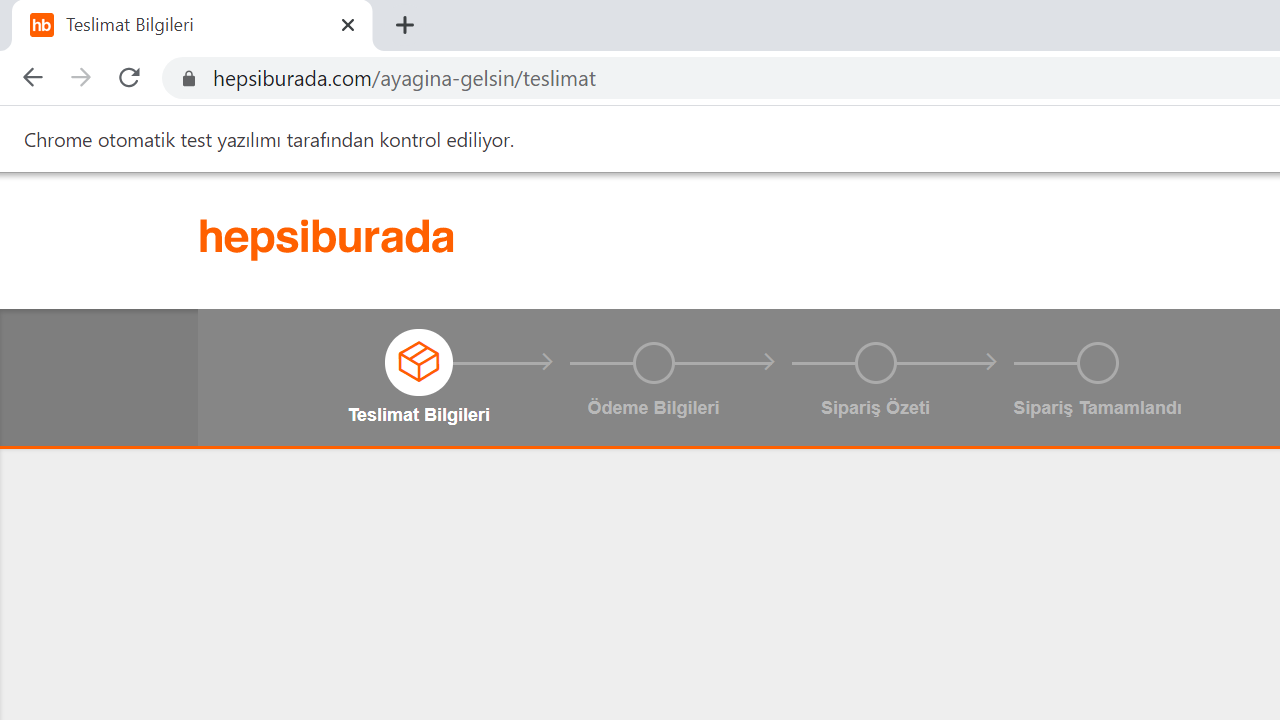 hb Teslimat Bilgileri
hepsiburada.com/ayagina-gelsin/teslimat
Chrome otomatik test yazılımı tarafından kontrol ediliyor.
hepsiburada
Teslimat Bilgileri
Ödeme Bilgileri
Sipariş Özeti
Sipariş Tamamlandı